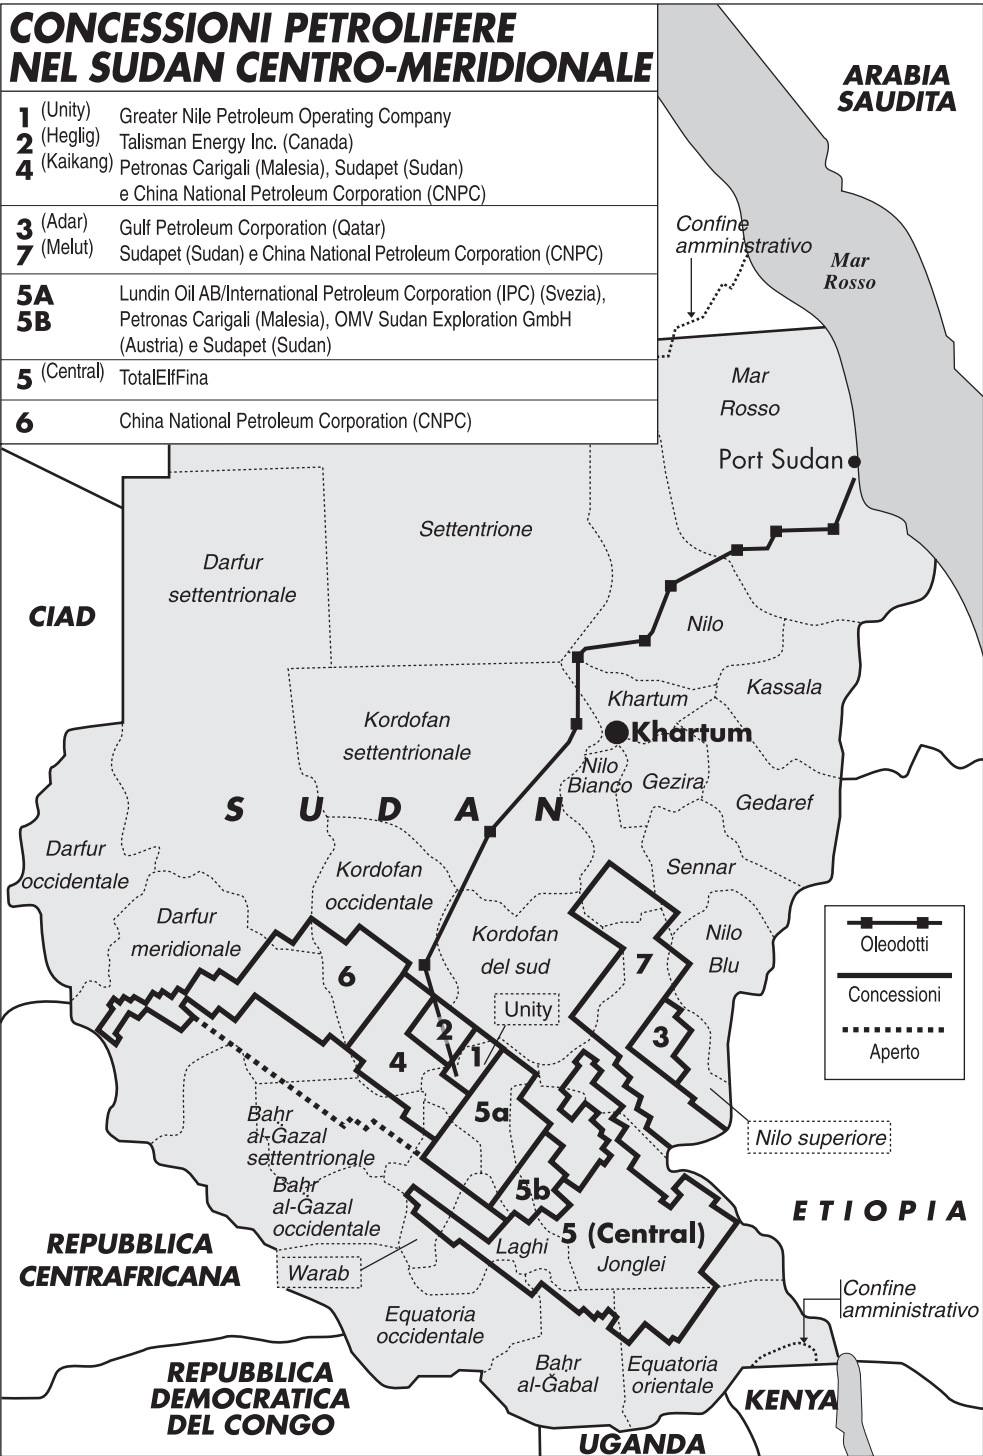 CONCESSIONI PETROLIFERE
NEL SUDAN CENTRO-MERIDIONALE
1 (Unity) Greater Nile Petroleum Operating Company
2 (Heglig) Talisman Energy Inc. (Canada)
4 (Kaikang) Petronas Carigali (Malesia), Sudapet (Sudan)
e China National Petroleum Corporation (CNPC)
3 (Adar) Gulf Petroleum Corporation (Qatar)
7 (Melut) Sudapet (Sudan) e China National Petroleum Corporation (CNPC)
5A Lundin Oil AB/International Petroleum Corporation (IPC) (Svezia),
5B Petronas Carigali (Malesia), OMV Sudan Exploration GmbH
(Austria) e Sudapet (Sudan)
5 (Central) TotalElfFina
6 China National Petroleum Corporation (CNPC)
ARABIA
SAUDITA
Confine
amministrativo
Mar
Rosso
Mar
Rosso
Port Sudan
Settentrione
Darfur
settentrionale
CIAD
Nilo
Kassala
Khartum
Khartum
Kordofan
settentrionale
Nilo
Bianco
Gezira
Gedaref
SUDAN
Darfur
occidentale
Kordofan
occidentale
Sennar
Darfur
meridionale
Kordofan
del sud
Nilo
Blu
Oleodotti
Concessioni
Aperto
6
7
Unity
2
1
4
3
5a
Bahr
al-Ğazal
settentrionale
Nilo superiore
Bahr
al-Ğazal
occidentale
5b
ETIOPIA
5 (Central)
Laghi
Jonglei
REPUBBLICA
CENTRAFRICANA
Warab
Confine
amministrativo
Equatoria
occidentale
Bahr
al-Ğabal
Equatoria
orientale
REPUBBLICA
DEMOCRATICA
DEL CONGO
KENYA
UGANDA